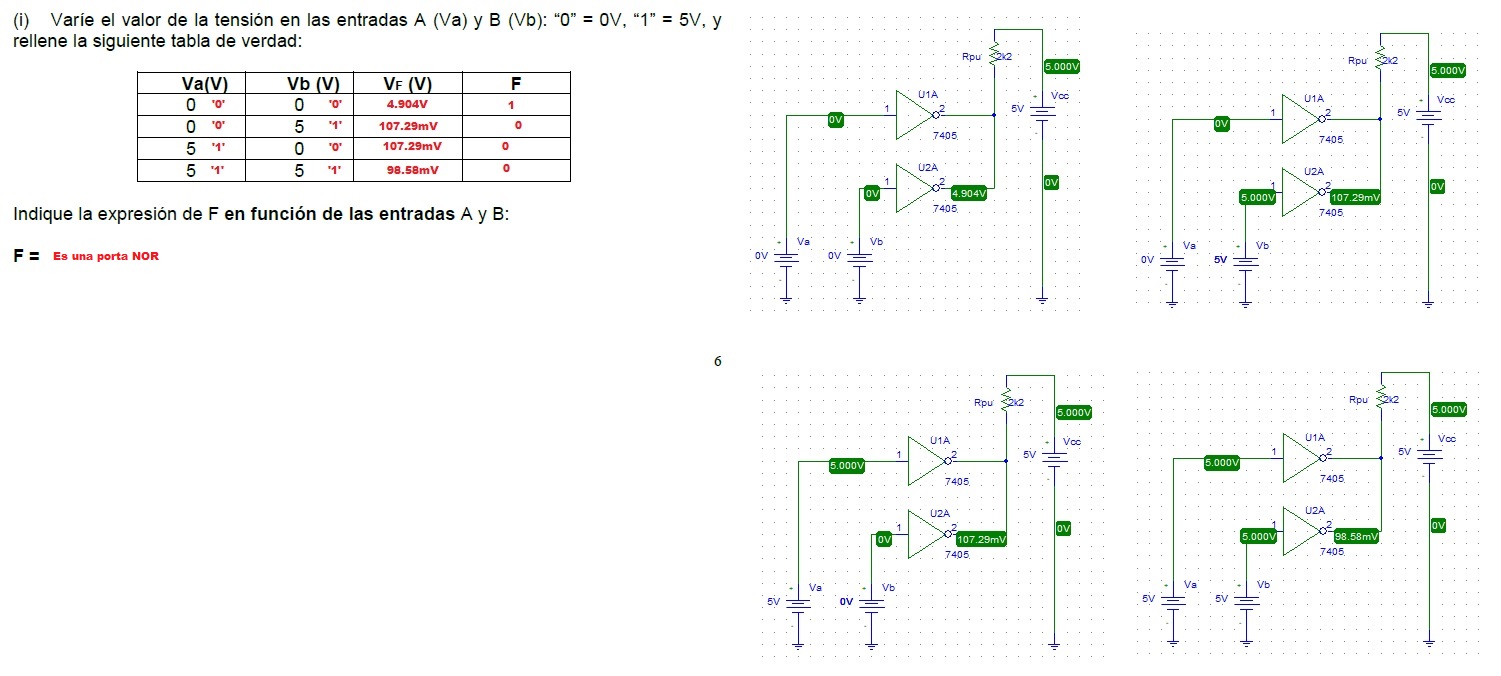 (i) Varíe el valor de la tensión en las entradas A (Va) y B (Vb): “0” = 0V, “1” = 5V, y
rellene la siguiente tabla de verdad:
Va(V) Vb (V) VF (V) F
0 '0' 0 '0' 4.904V 1
0 '0' 5 '1' 107.29mV 0
5 '1' 0 '0' 107.29mV 0
5 '1' 5 '1' 98.58mV 0
Indique la expresión de F en función de las entradas A y B:
F = Es una porta NOR
6
Rpu 2k2
5.000V
U1A
Vcc
0V 1 2 5V
7405
U2A
0V 1 2 4.904V 0V
7405
Va Vb
0V 0V
Rpu 2k2
5.000V
U1A
Vcc
0V 1 2 5V
7405
U2A
5.000V 1 2 107.29mV 0V
7405
Va Vb
0V 5V
Rpu 2k2
5.000V
U1A
Vcc
5.000V 1 2 5V
7405
U2A
0V 1 2 107.29mV 0V
7405
Va Vb
5V 0V
Rpu 2k2
5.000V
U1A
Vcc
5.000V 1 2 5V
7405
U2A
5.000V 1 2 98.58mV 0V
7405
Va Vb
5V 5V